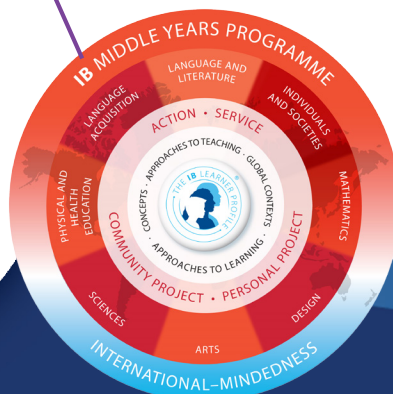 IB MIDDLE YEARS PROGRAMME
LANGUAGE AND
LITERATURE
INDIVIDUALS
AND SOCIETIES
MATHEMATICS
DESIGN
ARTS
SCIENCES
PHYSICAL AND
HEALTH
EDUCATION
LANGUAGE
ACQUISITION
ACTION • SERVICE
PERSONAL PROJECT
• COMMUNITY PROJECT
APPROACHES TO TEACHING ·
GLOBAL CONTEXTS
· APPROACHES TO LEARNING ·
CONCEPTS ·
THE IB LEARNER PROFILE
INTERNATIONAL–MINDEDNESS